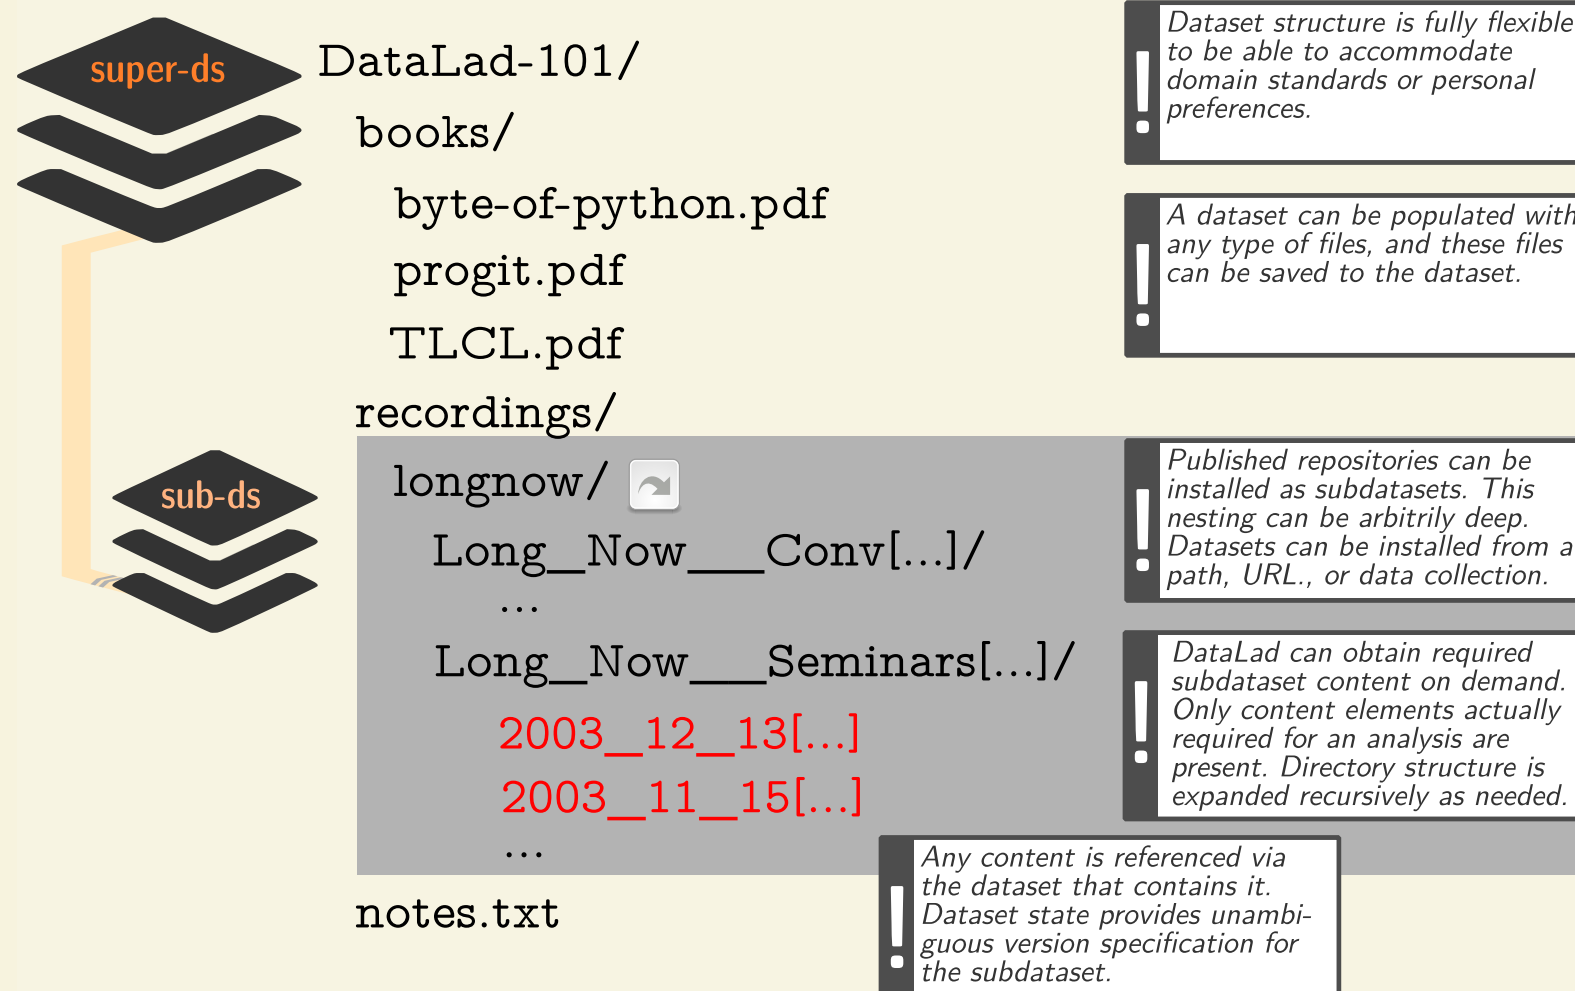 super-ds
DataLad-101/
books/
byte-of-python.pdf
progit.pdf
TLCL.pdf
recordings/
sub-ds
longnow/
Long__Now___Conv[...]/
...
Long__Now___Seminars[...]/
2003__12__13[...]
2003__11__15[...]
...
notes.txt
!
Dataset structure is fully flexible
to be able to accommodate
domain standards or personal
preferences.
!
A dataset can be populated with
any type of files, and these files
can be saved to the dataset.
!
Published repositories can be
installed as subdatasets. This
nesting can be arbitrily deep.
Datasets can be installed from a
path, URL., or data collection.
!
DataLad can obtain required
subdataset content on demand.
Only content elements actually
required for an analysis are
present. Directory structure is
expanded recursively as needed.
!
Any content is referenced via
the dataset that contains it.
Dataset state provides unambi-
guous version specification for
the subdataset.